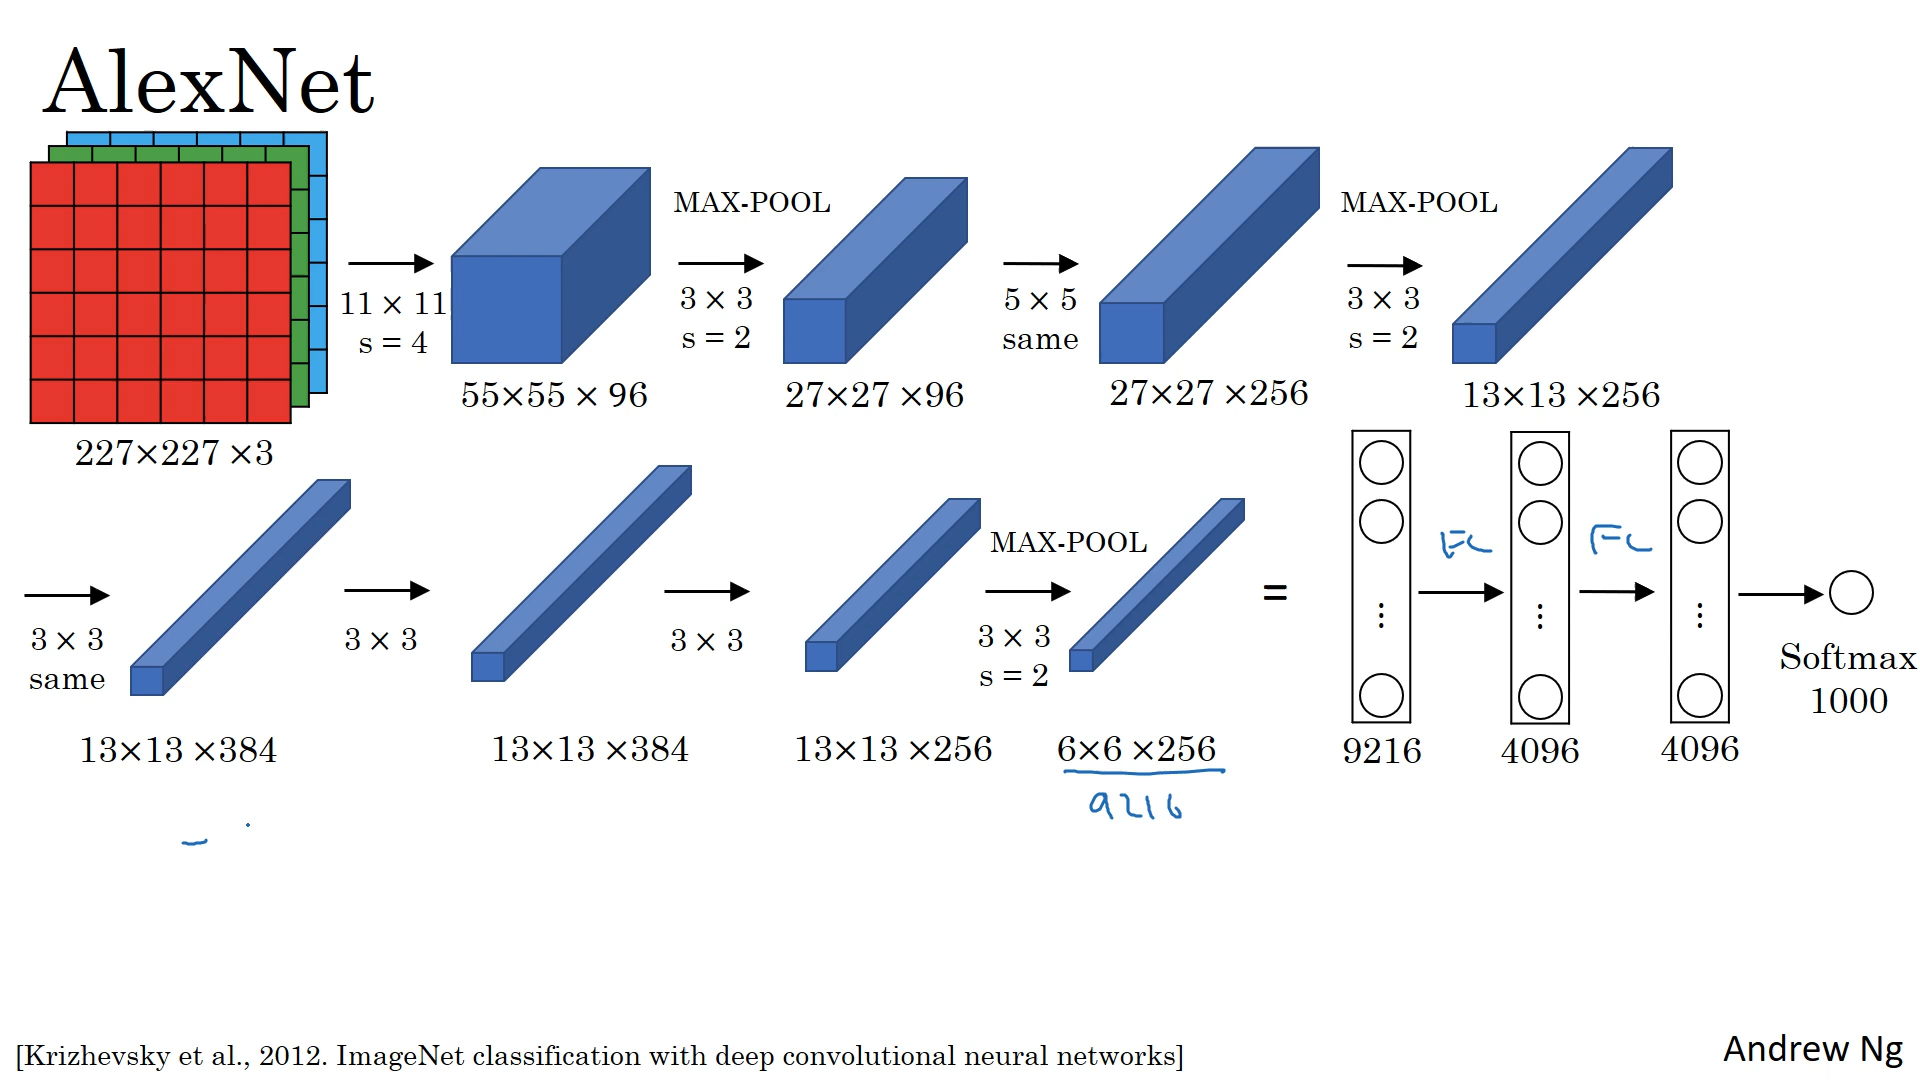 AlexNet
227×227 ×3
11 × 11
s = 4
55×55 × 96
MAX-POOL
3 × 3
s = 2
27×27 ×96
5 × 5
same
27×27 ×256
MAX-POOL
3 × 3
s = 2
13×13 ×256
3 × 3
same
13×13 ×384
3 × 3
13×13 ×384
3 × 3
13×13 ×256
MAX-POOL
3 × 3
s = 2
6×6 ×256
9216
=
9216
FC
4096
FC
4096
Softmax
1000
[Krizhevsky et al., 2012. ImageNet classification with deep convolutional neural networks]
Andrew Ng